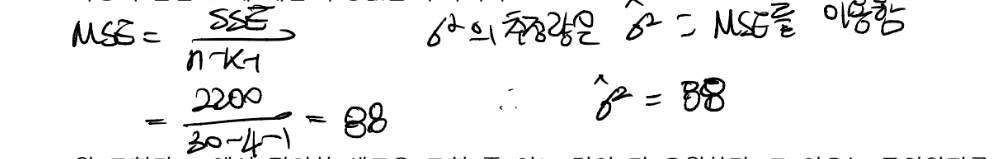 MSE = SSE / n-k-1    σ²의 추정량은 σ̂² = MSE를 이용함
= 2200 / 30-4-1 = 88    ∴ σ̂² = 88